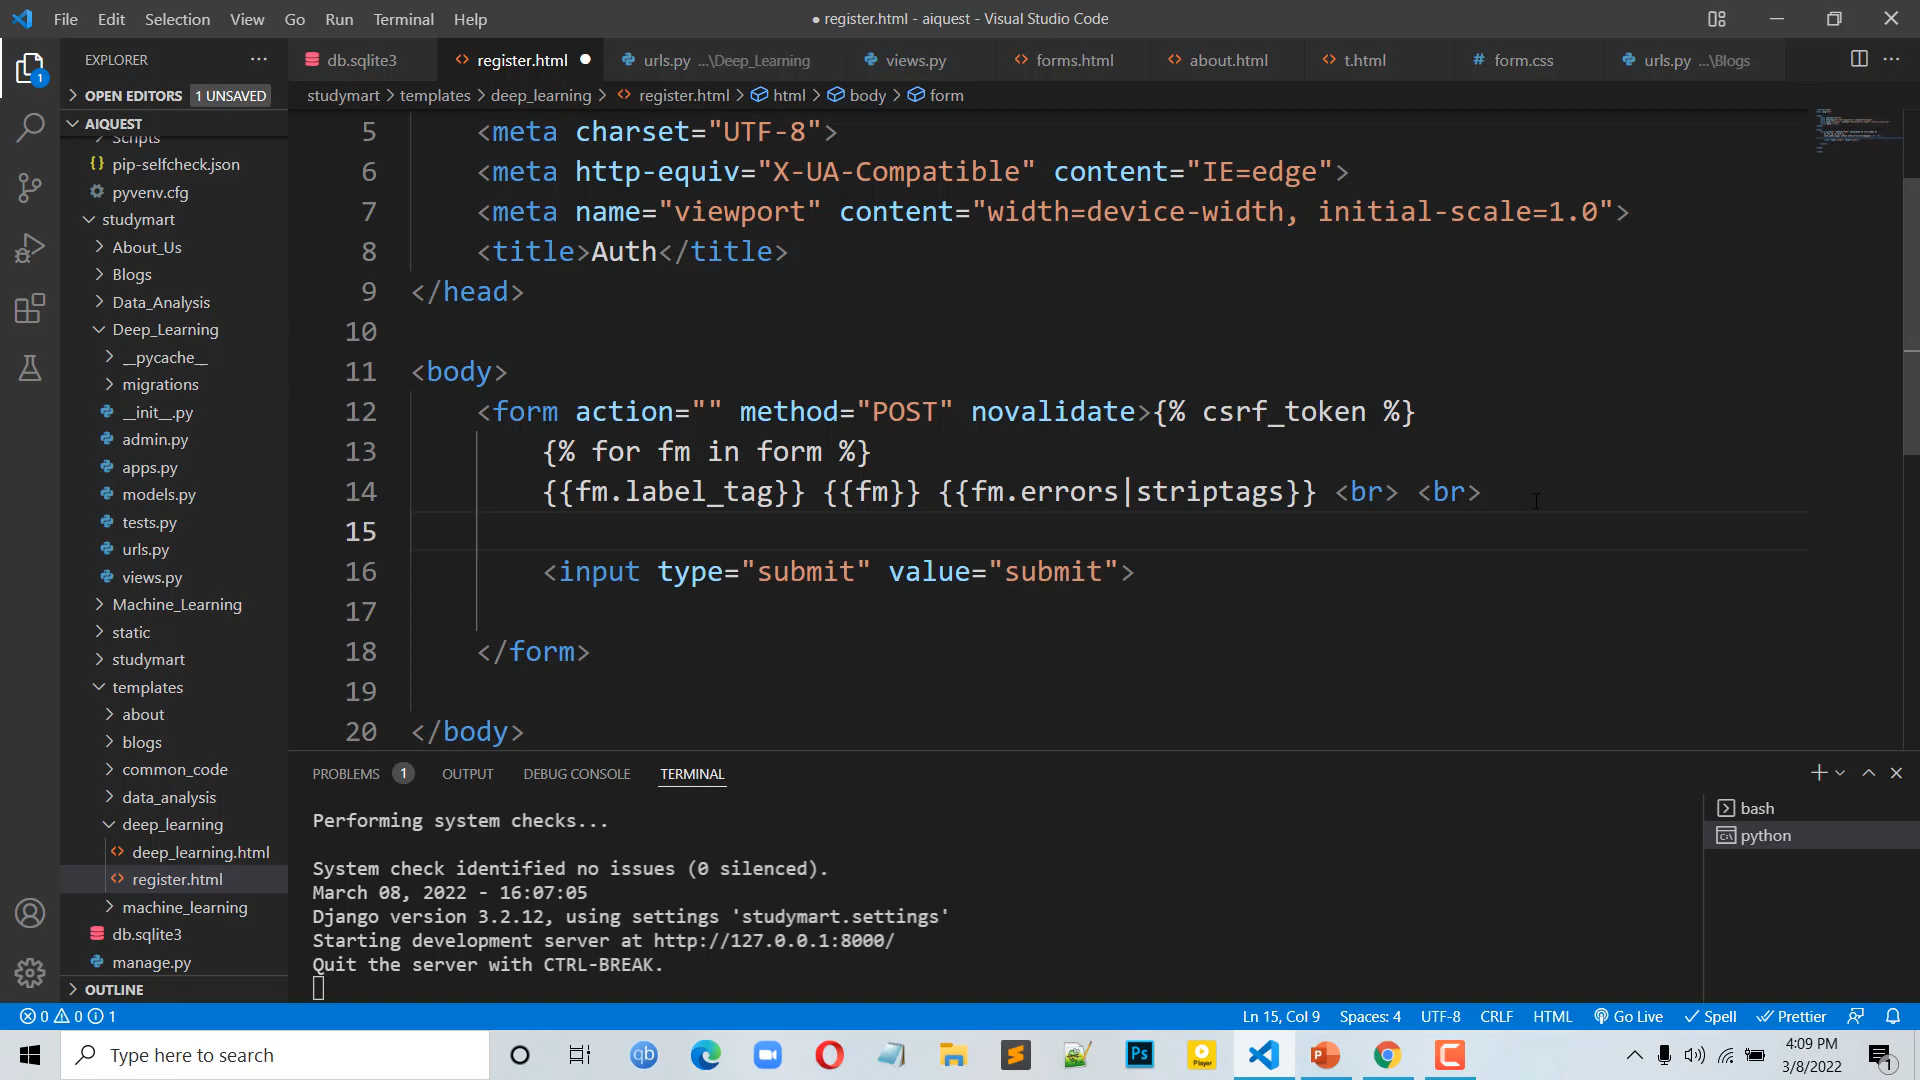 File Edit Selection View Go Run Terminal Help
● register.html - aiquest - Visual Studio Code
EXPLORER
db.sqlite3 register.html urls.py ...\Deep_Learning views.py forms.html about.html t.html form.css urls.py ...\Blogs
OPEN EDITORS 1 UNSAVED
studymart > templates > deep_learning > register.html > html > body > form
AIQUEST
Scripts
pip-selfcheck.json
pyvenv.cfg
studymart
About_Us
Blogs
Data_Analysis
Deep_Learning
__pycache__
migrations
__init__.py
admin.py
apps.py
models.py
tests.py
urls.py
views.py
Machine_Learning
static
studymart
templates
about
blogs
common_code
data_analysis
deep_learning
deep_learning.html
register.html
machine_learning
db.sqlite3
manage.py
OUTLINE
5 <meta charset="UTF-8">
6 <meta http-equiv="X-UA-Compatible" content="IE=edge">
7 <meta name="viewport" content="width=device-width, initial-scale=1.0">
8 <title>Auth</title>
9 </head>
10
11 <body>
12 <form action="" method="POST" novalidate>{% csrf_token %}
13 {% for fm in form %}
14 {{fm.label_tag}} {{fm}} {{fm.errors|striptags}} <br> <br>
15
16 <input type="submit" value="submit">
17
18 </form>
19
20 </body>
PROBLEMS 1 OUTPUT DEBUG CONSOLE TERMINAL
Performing system checks...
System check identified no issues (0 silenced).
March 08, 2022 - 16:07:05
Django version 3.2.12, using settings 'studymart.settings'
Starting development server at http://127.0.0.1:8000/
Quit the server with CTRL-BREAK.
bash
python
0 0 1
Ln 15, Col 9 Spaces: 4 UTF-8 CRLF HTML Go Live Spell Prettier
Type here to search
qb
Ps
Player
4:09 PM
3/8/2022
1